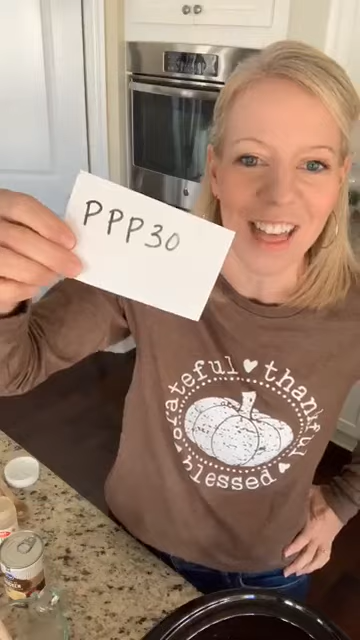 PPP30
grateful ♥ thankful
♥ blessed ♥